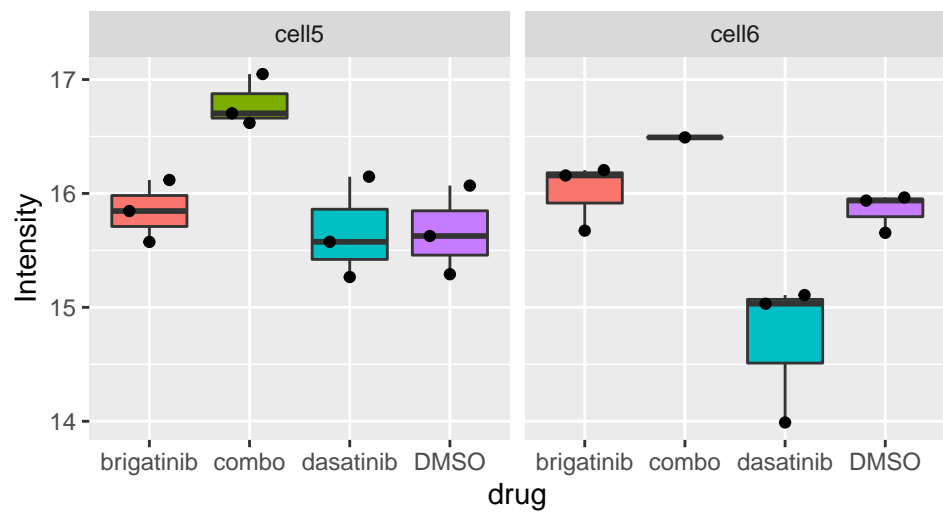 cell5
cell6
Intensity
17
16
15
14
brigatinib combo dasatinib DMSO
brigatinib combo dasatinib DMSO
drug